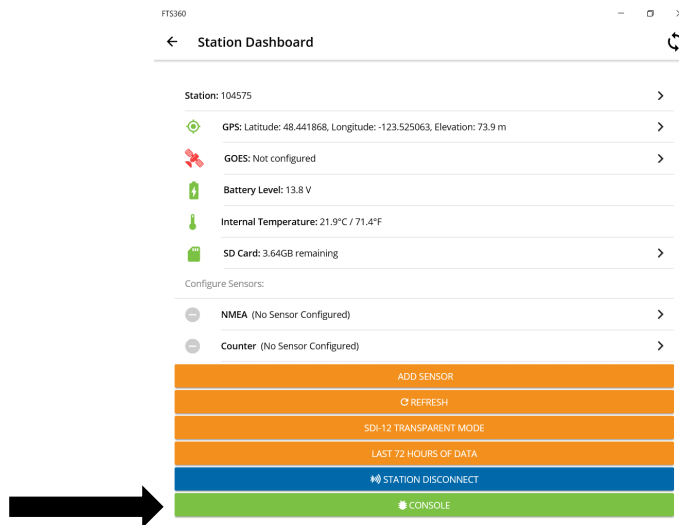 FTS360
Station Dashboard
Station: 104575
GPS: Latitude: 48.441868, Longitude: -123.525063, Elevation: 73.9 m
GOES: Not configured
Battery Level: 13.8 V
Internal Temperature: 21.9°C / 71.4°F
SD Card: 3.64GB remaining
Configure Sensors:
NMEA (No Sensor Configured)
Counter (No Sensor Configured)
ADD SENSOR
REFRESH
SDI-12 TRANSPARENT MODE
LAST 72 HOURS OF DATA
STATION DISCONNECT
CONSOLE